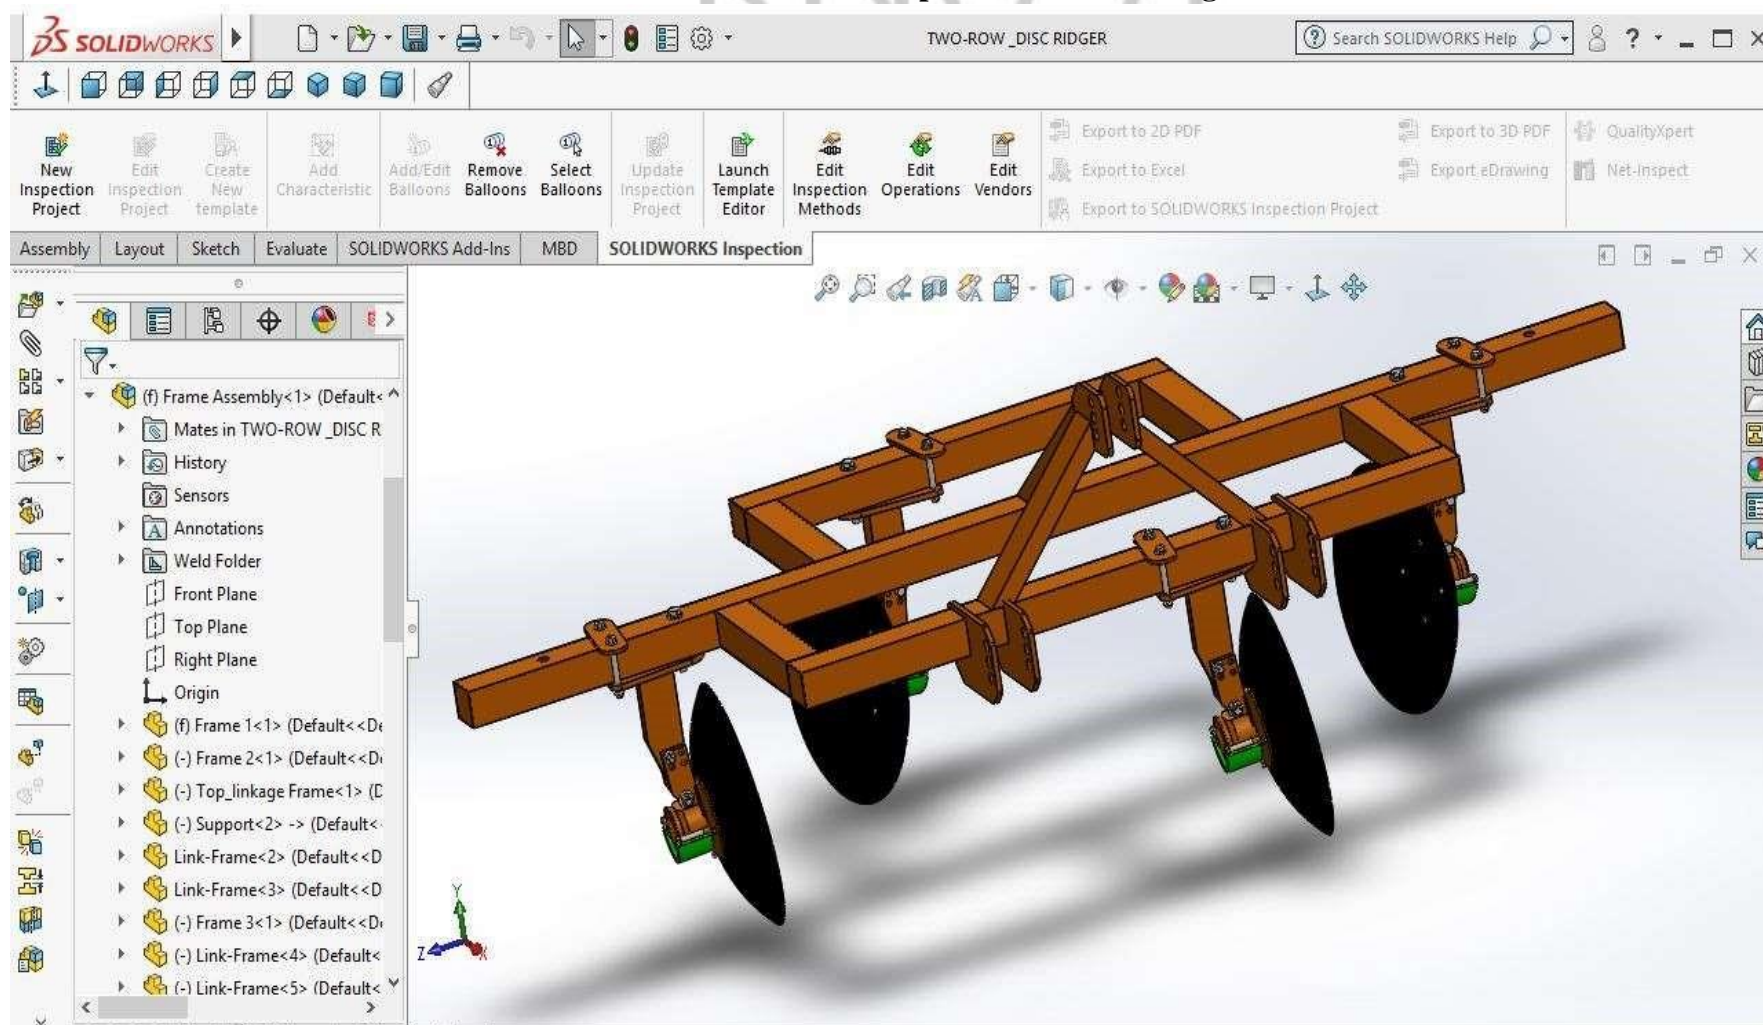 SOLIDWORKS
TWO-ROW _DISC RIDGER
Search SOLIDWORKS Help
New Inspection Project
Edit Inspection Project
Create New template
Add Characteristic
Add/Edit Balloons
Remove Balloons
Select Balloons
Update Inspection Project
Launch Template Editor
Edit Inspection Methods
Edit Operations
Edit Vendors
Export to 2D PDF
Export to Excel
Export to SOLIDWORKS Inspection Project
Export to 3D PDF
Export eDrawing
QualityXpert
Net-Inspect
Assembly
Layout
Sketch
Evaluate
SOLIDWORKS Add-Ins
MBD
SOLIDWORKS Inspection
(f) Frame Assembly<1> (Default<
Mates in TWO-ROW _DISC R
History
Sensors
Annotations
Weld Folder
Front Plane
Top Plane
Right Plane
Origin
(f) Frame 1<1> (Default<<De
(-) Frame 2<1> (Default<<De
(-) Top_linkage Frame<1> (D
(-) Support<2> -> (Default<
Link-Frame<2> (Default<<D
Link-Frame<3> (Default<<D
(-) Frame 3<1> (Default<<De
(-) Link-Frame<4> (Default<
(-) Link-Frame<5> (Default<
Y
Z
X